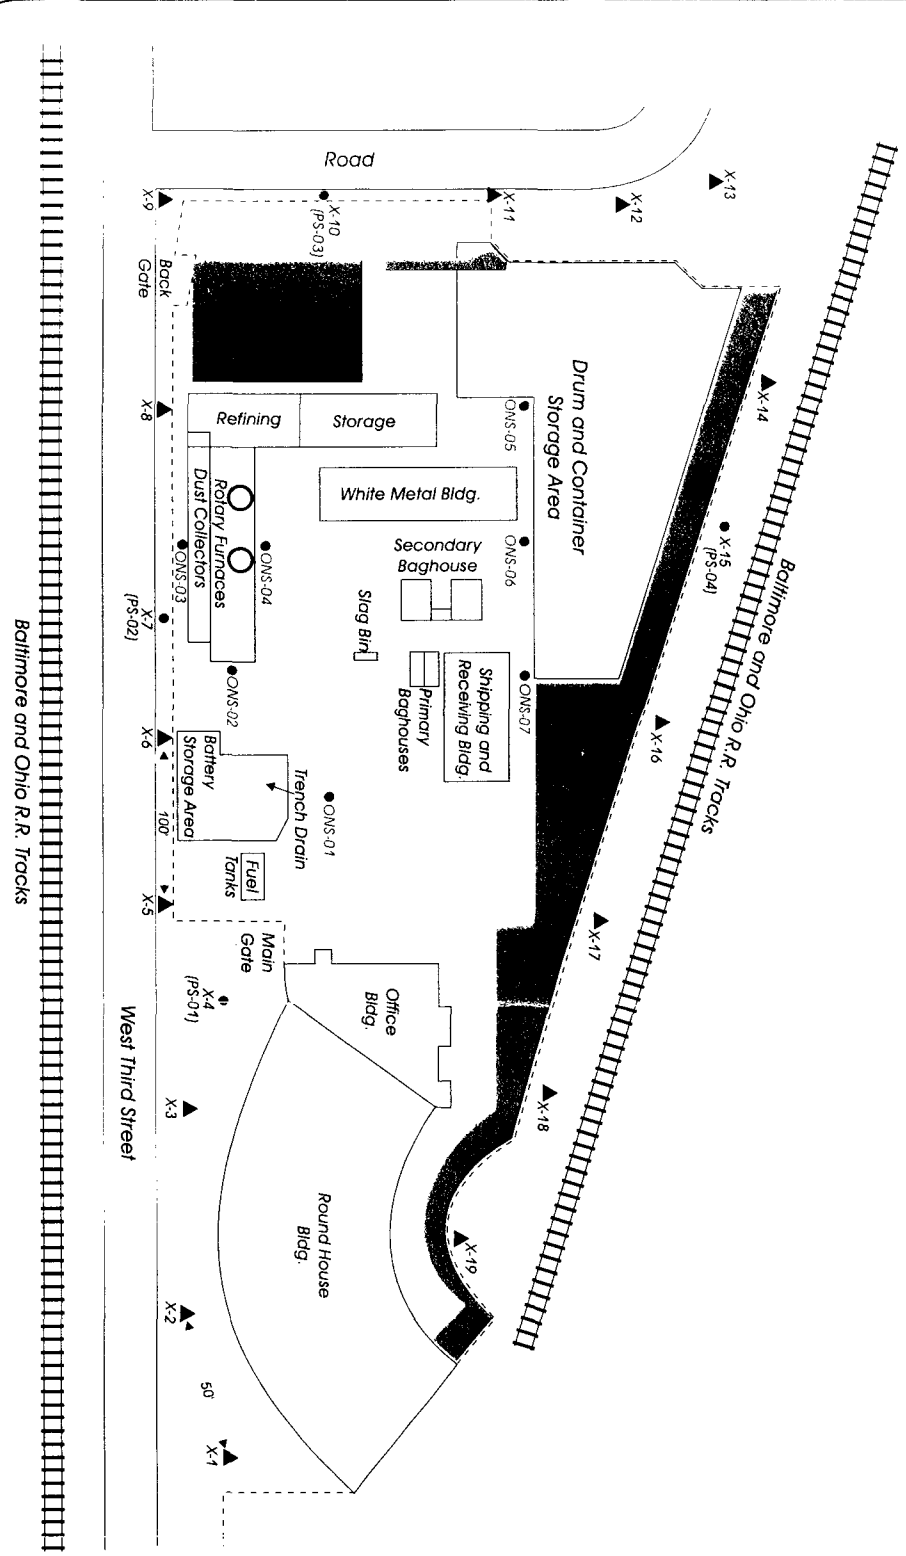 Road
X-13
X-12
X-11
X-10
(PS-03)
X-9
Back
Gate
X-14
Drum and Container
Storage Area
X-8
Refining
Storage
ONS-05
White Metal Bldg.
X-15
(PS-04)
Baltimore and Ohio R.R. Tracks
Rotary Furnaces
Dust Collectors
ONS-04
ONS-03
Secondary
Baghouse
ONS-06
X-7
(PS-02)
Slag Bin
Primary
Baghouses
Shipping and
Receiving Bldg.
ONS-07
ONS-02
X-16
X-6
Battery
Storage Area
Trench Drain
ONS-01
100'
Fuel
Tanks
X-5
X-17
Main
Gate
X-4
(PS-01)
Office
Bldg.
Baltimore and Ohio R.R. Tracks
West Third Street
X-3
X-18
Round House
Bldg.
X-19
X-2
50'
X-1